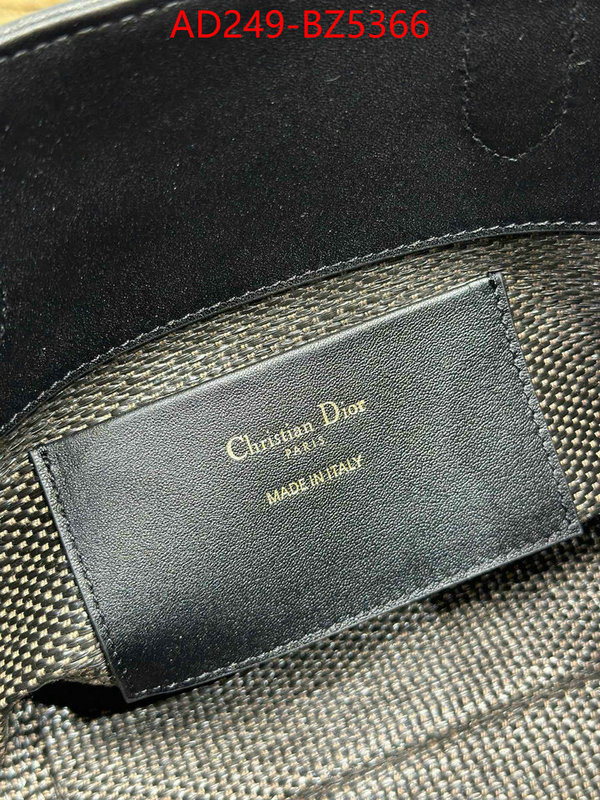 AD249-BZ5366
Christian Dior
PARIS
MADE IN ITALY